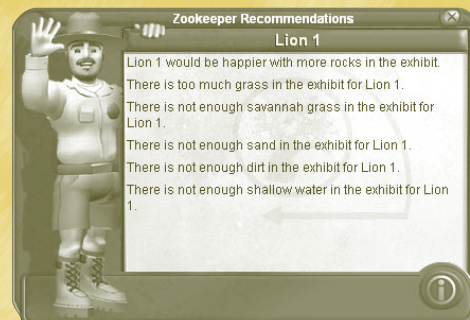 Zookeeper Recommendations
Lion 1
Lion 1 would be happier with more rocks in the exhibit.
There is too much grass in the exhibit for Lion 1.
There is not enough savannah grass in the exhibit for
Lion 1.
There is not enough sand in the exhibit for Lion 1.
There is not enough dirt in the exhibit for Lion 1.
There is not enough shallow water in the exhibit for Lion
1.